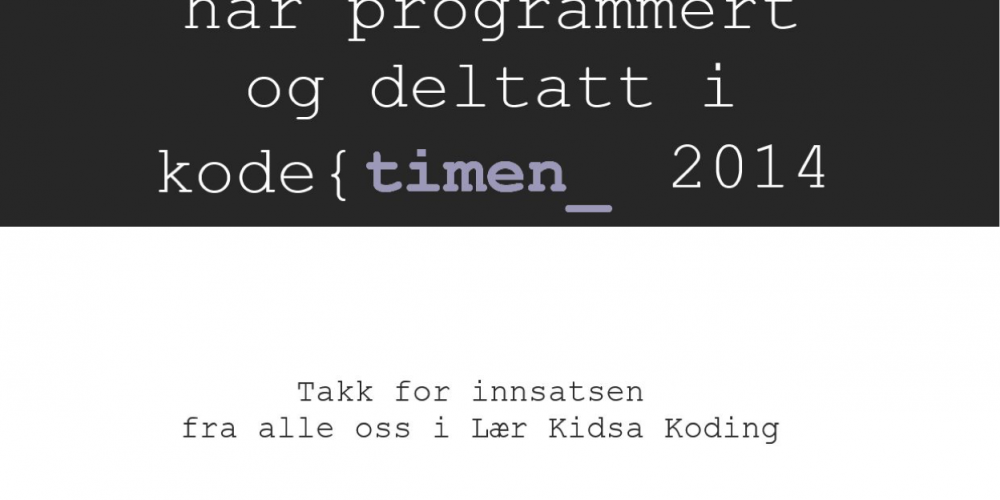 har programmert
og deltatt i
kode{timen_ 2014
Takk for innsatsen
fra alle oss i Lær Kidsa Koding